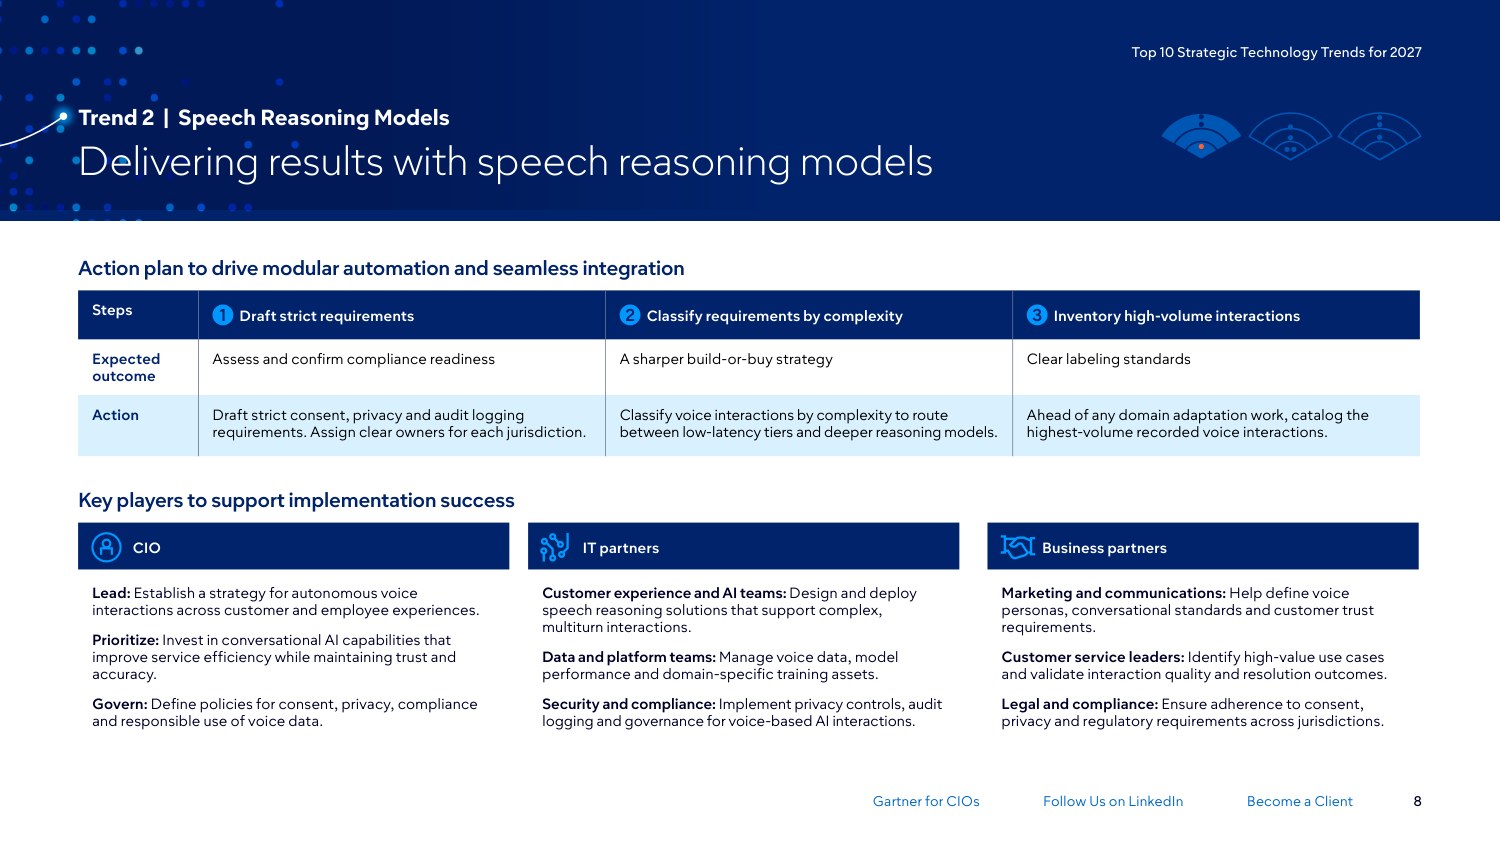 Top 10 Strategic Technology Trends for 2027
Trend 2 | Speech Reasoning Models
Delivering results with speech reasoning models
Action plan to drive modular automation and seamless integration
Steps
1 Draft strict requirements
2 Classify requirements by complexity
3 Inventory high-volume interactions
Expected
outcome
Assess and confirm compliance readiness
A sharper build-or-buy strategy
Clear labeling standards
Action
Draft strict consent, privacy and audit logging
requirements. Assign clear owners for each jurisdiction.
Classify voice interactions by complexity to route
between low-latency tiers and deeper reasoning models.
Ahead of any domain adaptation work, catalog the
highest-volume recorded voice interactions.
Key players to support implementation success
CIO
Lead: Establish a strategy for autonomous voice
interactions across customer and employee experiences.
Prioritize: Invest in conversational AI capabilities that
improve service efficiency while maintaining trust and
accuracy.
Govern: Define policies for consent, privacy, compliance
and responsible use of voice data.
IT partners
Customer experience and AI teams: Design and deploy
speech reasoning solutions that support complex,
multiturn interactions.
Data and platform teams: Manage voice data, model
performance and domain-specific training assets.
Security and compliance: Implement privacy controls, audit
logging and governance for voice-based AI interactions.
Business partners
Marketing and communications: Help define voice
personas, conversational standards and customer trust
requirements.
Customer service leaders: Identify high-value use cases
and validate interaction quality and resolution outcomes.
Legal and compliance: Ensure adherence to consent,
privacy and regulatory requirements across jurisdictions.
Gartner for CIOs
Follow Us on LinkedIn
Become a Client
8